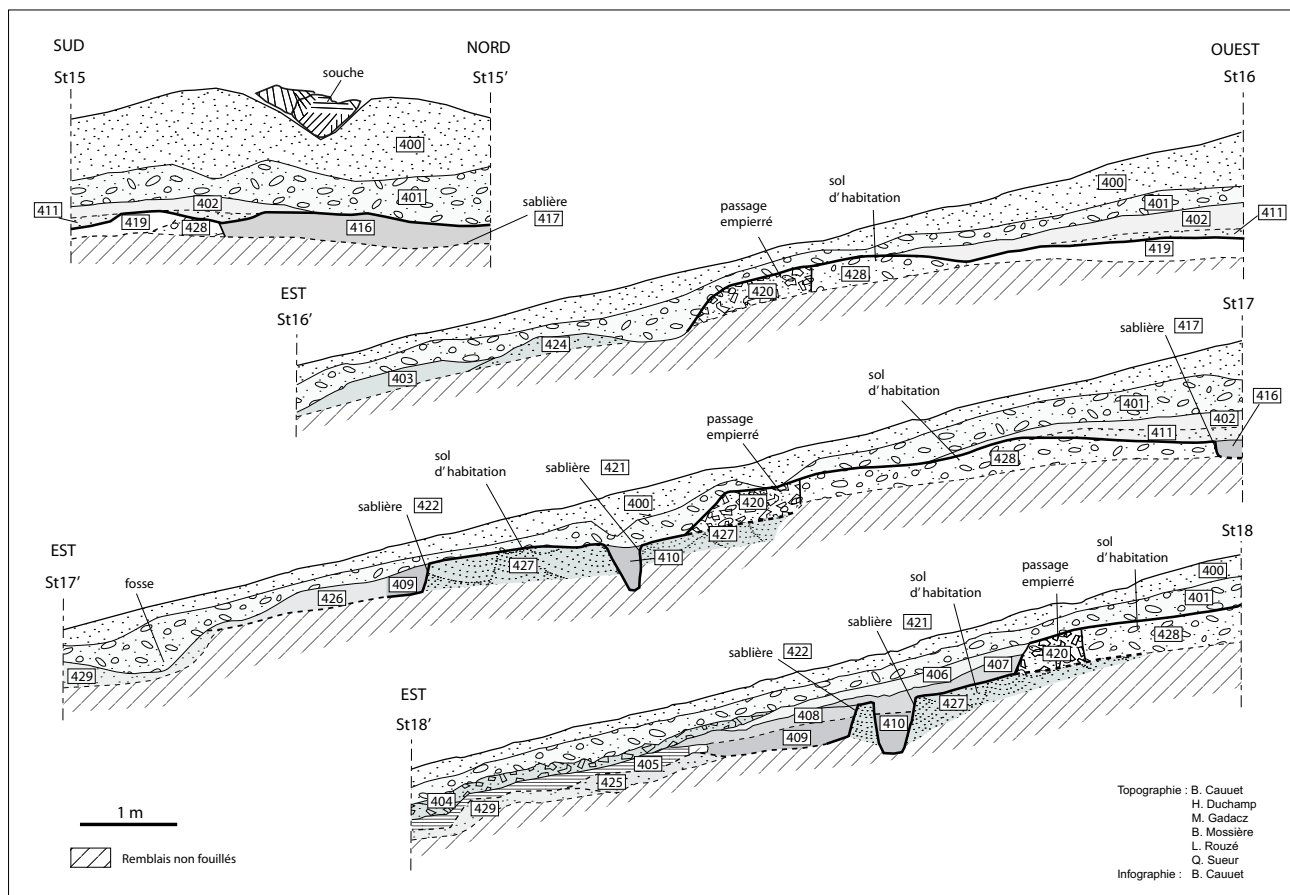 SUD
NORD
St15
St15'
souche
400
401
402
411
419
428
416
sablière
417
OUEST
St16
EST
St16'
passage
empierré
sol
d'habitation
400
401
402
411
419
428
420
424
403
St17
EST
St17'
sablière 417
416
sol
d'habitation
401
402
411
428
passage
empierré
420
427
400
sablière 421
410
sol
d'habitation
427
sablière 422
409
426
fosse
429
St18
EST
St18'
sol
d'habitation
400
401
428
passage
empierré
420
sol
d'habitation
407
427
406
sablière 421
410
sablière 422
408
409
405
425
404
429
1 m
Remblais non fouillés
Topographie : B. Cauuet
H. Duchamp
M. Gadacz
B. Mossière
L. Rouzé
Q. Sueur
Infographie : B. Cauuet